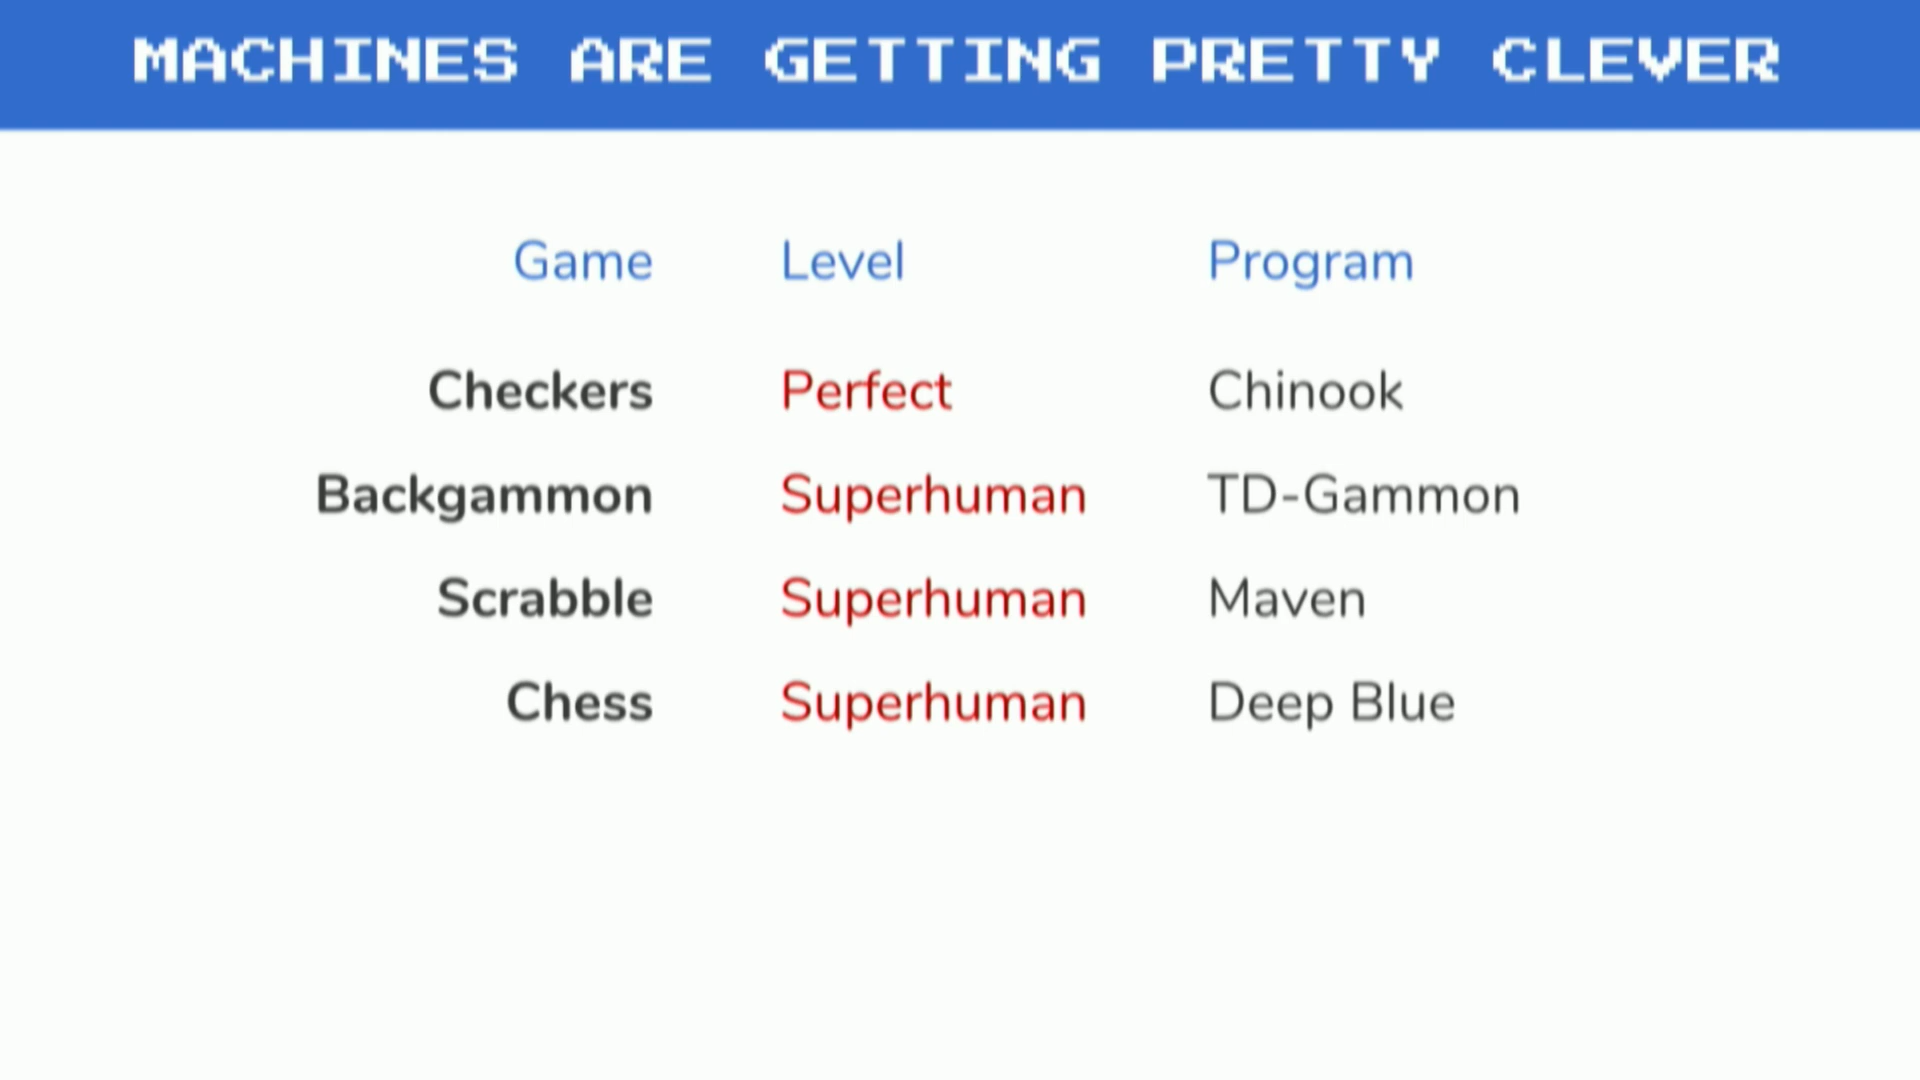 MACHINES ARE GETTING PRETTY CLEVER
Game Level Program
Checkers Perfect Chinook
Backgammon Superhuman TD-Gammon
Scrabble Superhuman Maven
Chess Superhuman Deep Blue